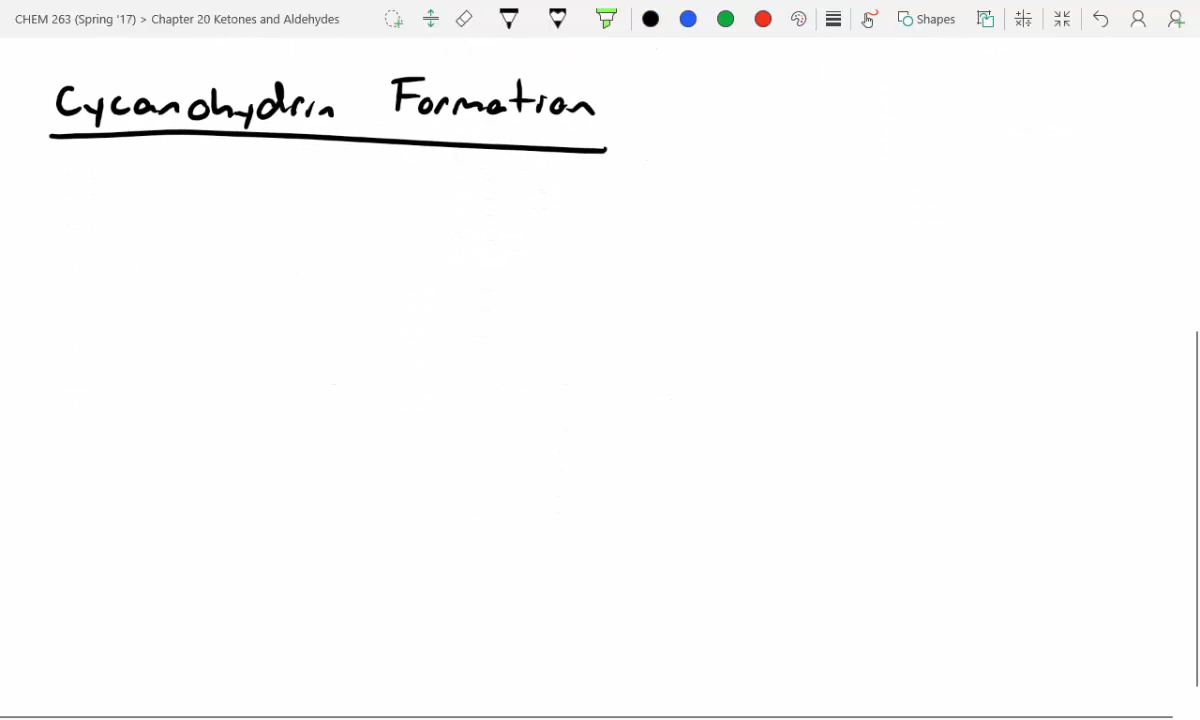 CHEM 263 (Spring '17) > Chapter 20 Ketones and Aldehydes Shapes
Cycanohydrin Formation